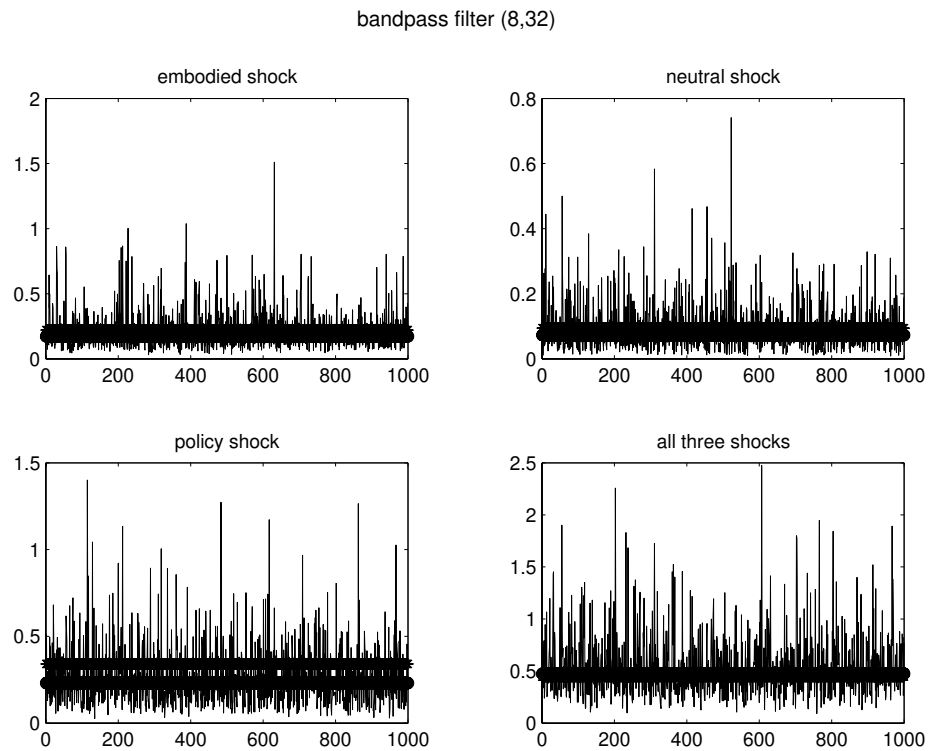 bandpass filter (8,32)
embodied shock
2
1.5
1
0.5
0
0 200 400 600 800 1000
neutral shock
0.8
0.6
0.4
0.2
0
0 200 400 600 800 1000
policy shock
1.5
1
0.5
0
0 200 400 600 800 1000
all three shocks
2.5
2
1.5
1
0.5
0
0 200 400 600 800 1000